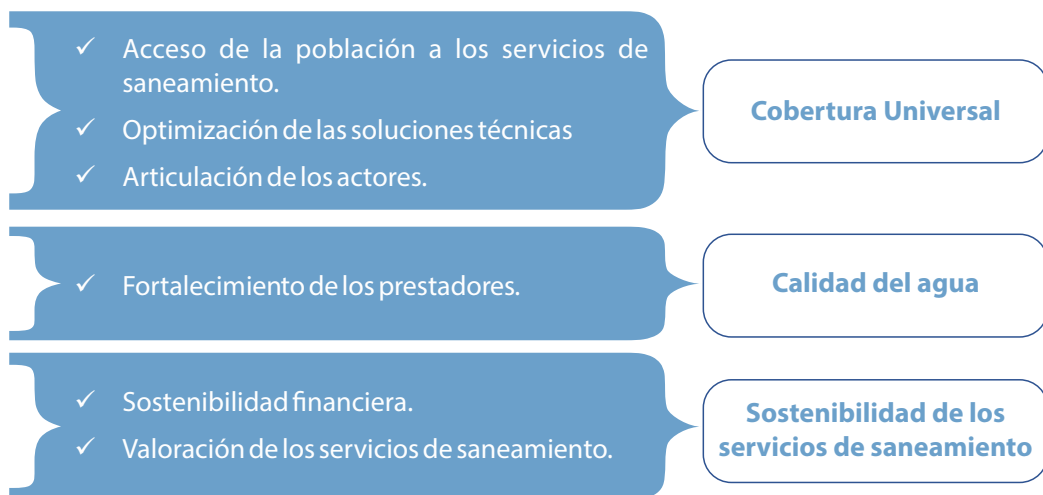 ✓ Acceso de la población a los servicios de
saneamiento.
✓ Optimización de las soluciones técnicas
✓ Articulación de los actores.
Cobertura Universal
✓ Fortalecimiento de los prestadores.
Calidad del agua
✓ Sostenibilidad financiera.
✓ Valoración de los servicios de saneamiento.
Sostenibilidad de los
servicios de saneamiento